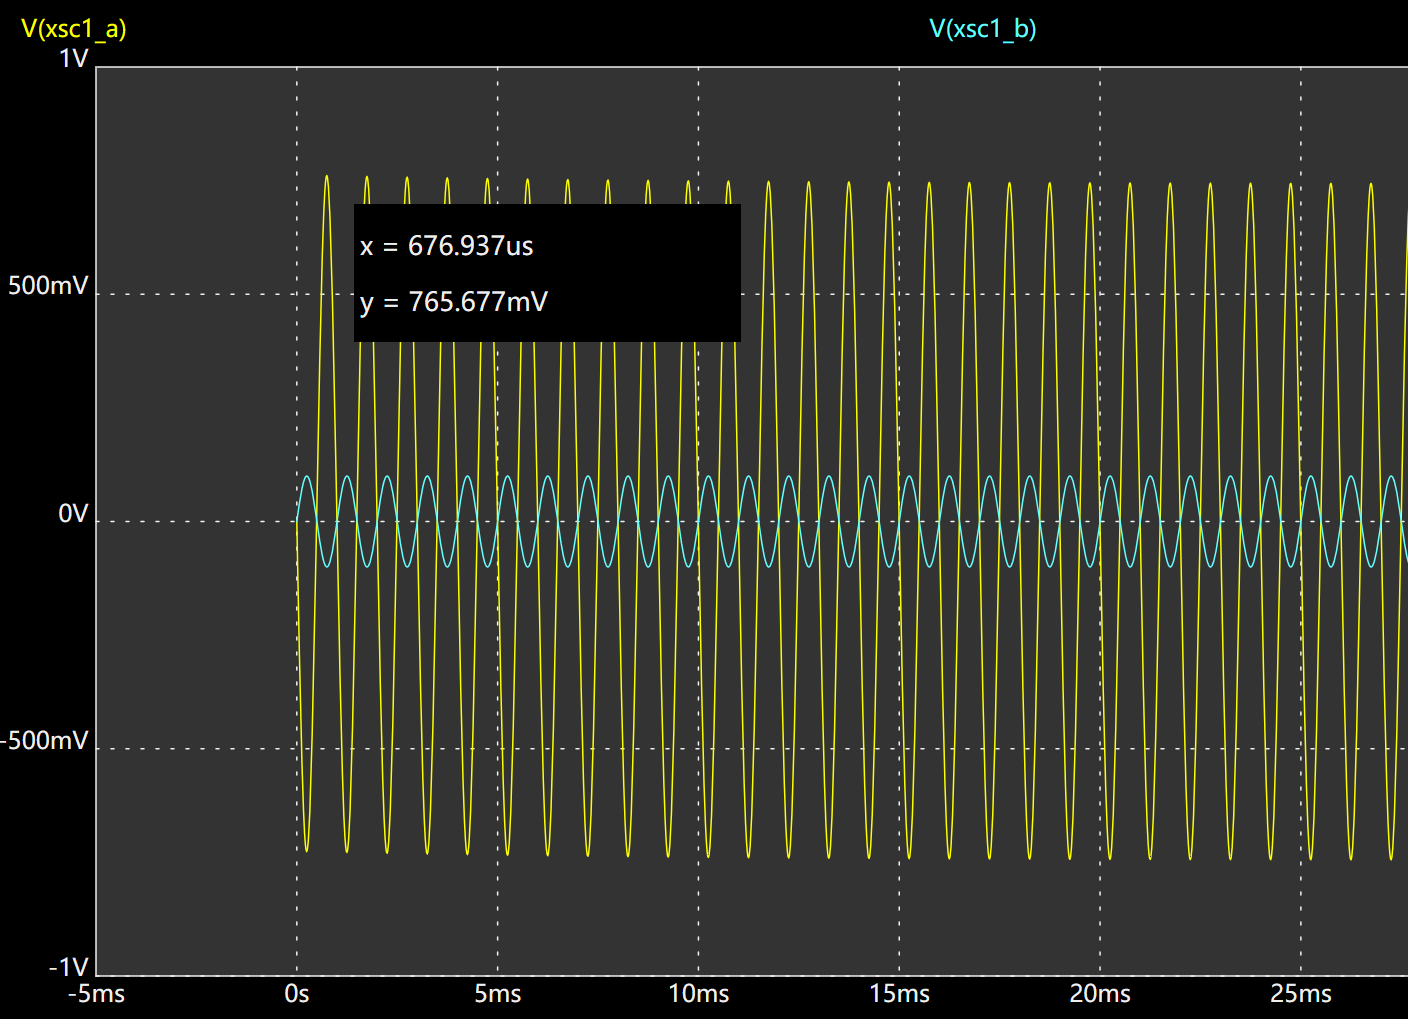 V(xsc1_a)
V(xsc1_b)
1V
x = 676.937us
500mV
y = 765.677mV
0V
-500mV
-1V
-5ms
0s
5ms
10ms
15ms
20ms
25ms